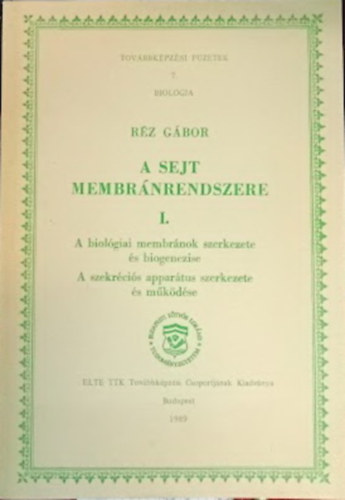 TOVÁBBKÉPZÉSI FÜZETEK
7.
BIOLÓGIA
RÉZ GÁBOR
A SEJT
MEMBRÁNRENDSZERE
I.
A biológiai membránok szerkezete
és biogenezise
A szekréciós apparátus szerkezete
és működése
ELTE TTK Továbbképzési Csoportjának Kiadványa
Budapest
1989